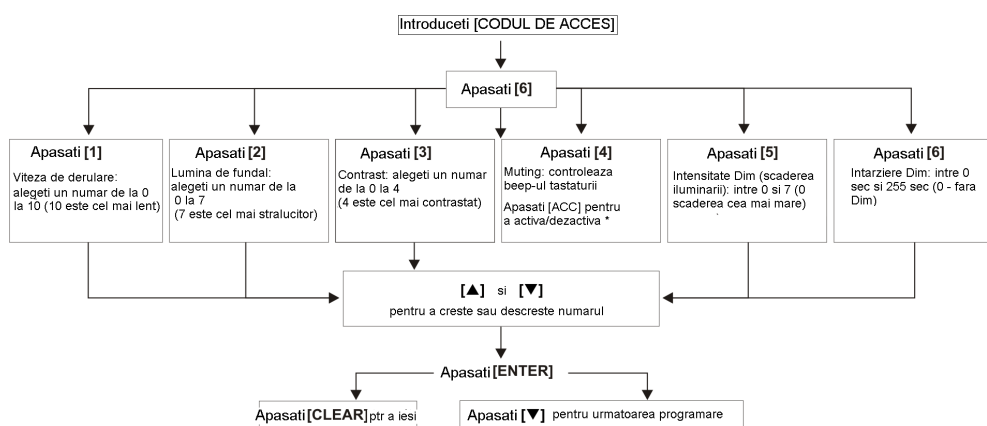 Introduceti [CODUL DE ACCES]
Apasati [6]
Apasati [1]
Viteza de derulare:
alegeti un numar de la 0
la 10 (10 este cel mai lent)
Apasati [2]
Lumina de fundal:
alegeti un numar de la
0 la 7
(7 este cel mai stralucitor)
Apasati [3]
Contrast: alegeti un numar
de la 0 la 4
(4 este cel mai contrastat)
Apasati [4]
Muting: controleaza
beep-ul tastaturii
Apasati [ACC] pentru
a activa/dezactiva *
Apasati [5]
Intensitate Dim (scaderea
iluminarii): intre 0 si 7 (0
scaderea cea mai mare)
Apasati [6]
Intarziere Dim: intre 0
sec si 255 sec (0 - fara
Dim)
[▲] si [▼]
pentru a creste sau descreste numarul
Apasati [ENTER]
Apasati [CLEAR] ptr a iesi
Apasati [▼] pentru urmatoarea programare